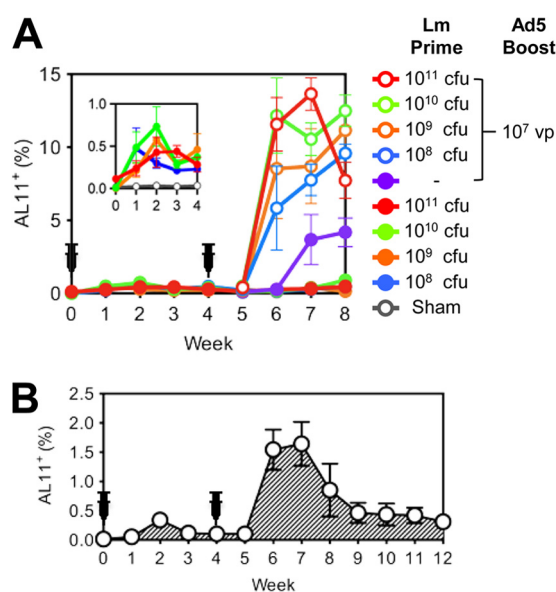 A
Lm Ad5
Prime Boost
15
10
5
0
AL11⁺ (%)
1.0
0.5
0.0
0 1 2 3 4
0 1 2 3 4 5 6 7 8
Week
10¹¹ cfu
10¹⁰ cfu
10⁹ cfu
10⁸ cfu
-
10⁷ vp
10¹¹ cfu
10¹⁰ cfu
10⁹ cfu
10⁸ cfu
Sham
B
2.5
2.0
1.5
1.0
0.5
0.0
AL11⁺ (%)
0 1 2 3 4 5 6 7 8 9 10 11 12
Week